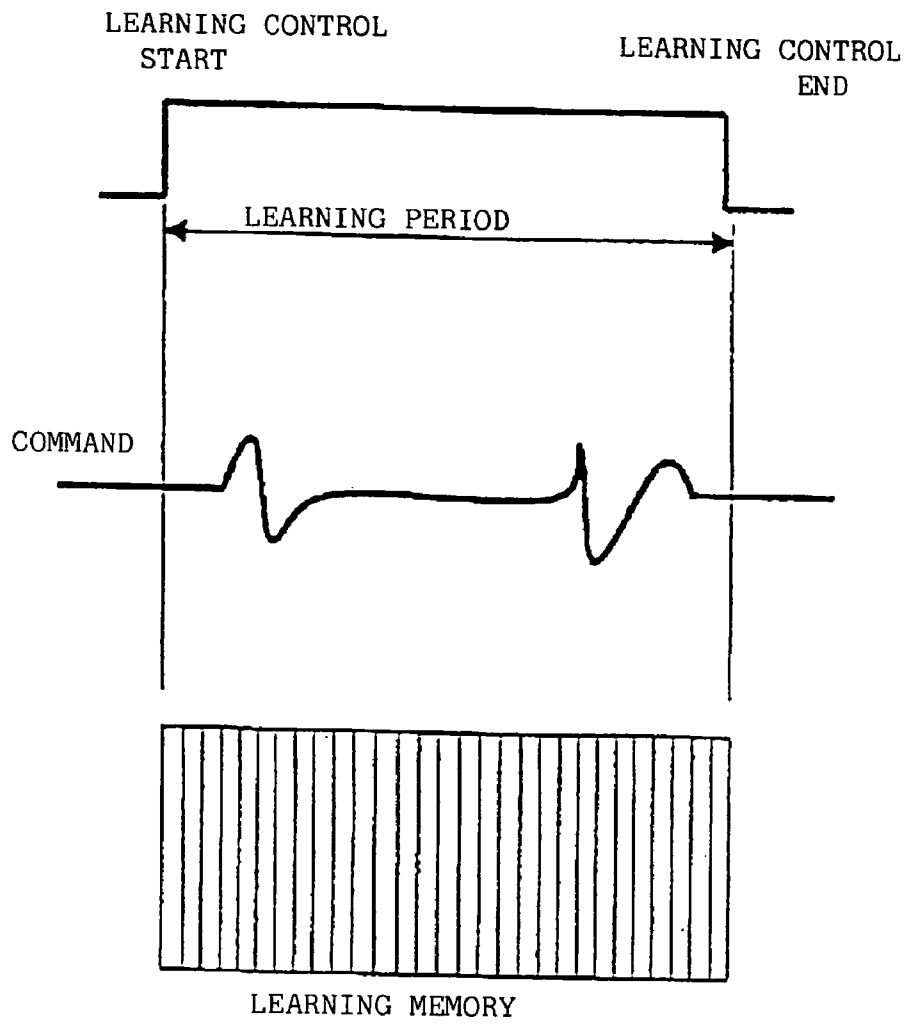 LEARNING CONTROL
START
LEARNING CONTROL
END
LEARNING PERIOD
COMMAND
LEARNING MEMORY